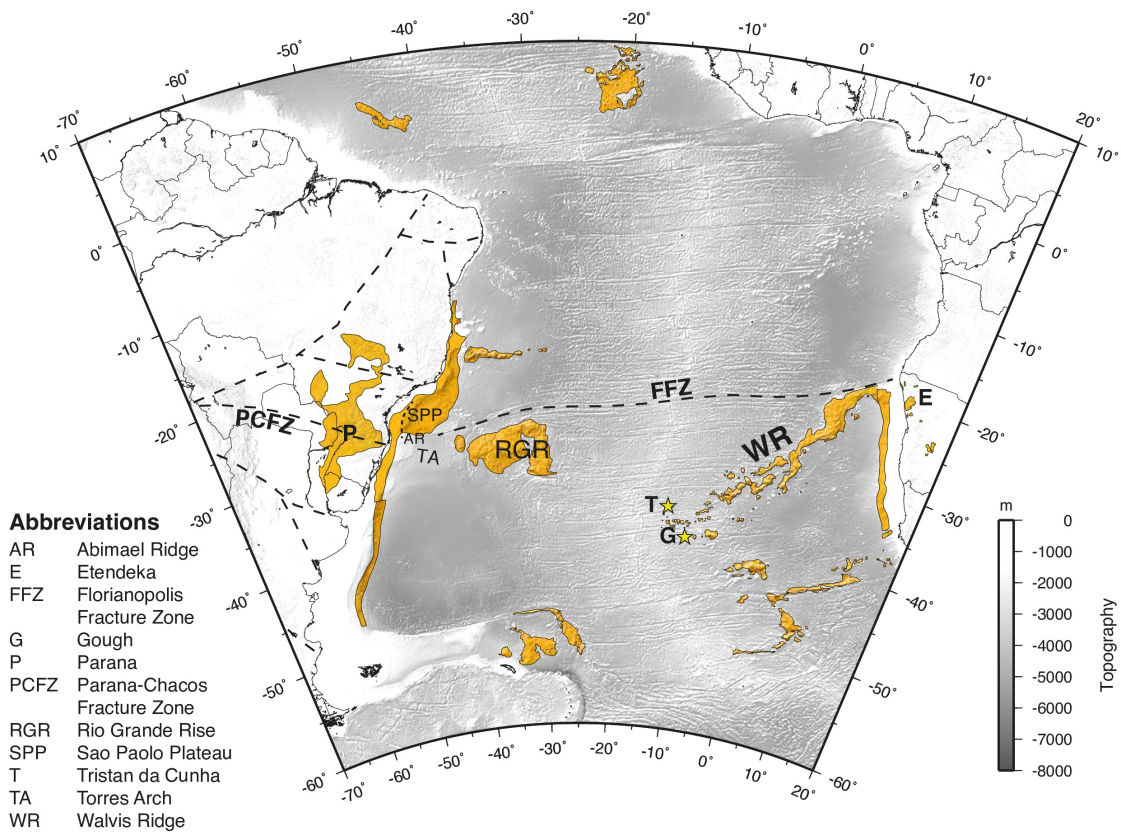 -70˚
-60˚
-50˚
-40˚
-30˚
-20˚
-10˚
0˚
10˚
20˚
10˚
0˚
-10˚
-20˚
-30˚
-40˚
-50˚
-60˚
10˚
0˚
-10˚
-20˚
-30˚
-40˚
-50˚
-60˚
-70˚
-60˚
-50˚
-40˚
-30˚
-20˚
-10˚
0˚
10˚
20˚
FFZ
PCFZ
P
SPP
AR
TA
RGR
WR
E
T
G
Abbreviations
AR Abimael Ridge
E Etendeka
FFZ Florianopolis
Fracture Zone
G Gough
P Parana
PCFZ Parana-Chacos
Fracture Zone
RGR Rio Grande Rise
SPP Sao Paolo Plateau
T Tristan da Cunha
TA Torres Arch
WR Walvis Ridge
m
0
-1000
-2000
-3000
-4000
-5000
-6000
-7000
-8000
Topography